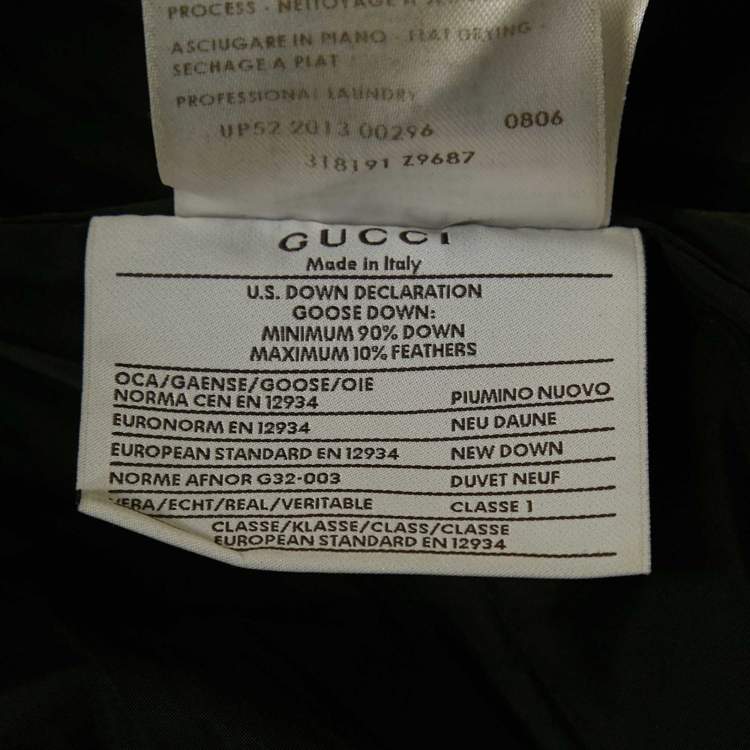 PROCESS - NETTOYAGE A
ASCIUGARE IN PIANO - FLAT DRYING -
SECHAGE A PLAT
PROFESSIONAL LAUNDRY
UP52 2013 00296 0806
318191 Z9687
GUCCI
Made in Italy
U.S. DOWN DECLARATION
GOOSE DOWN:
MINIMUM 90% DOWN
MAXIMUM 10% FEATHERS
OCA/GAENSE/GOOSE/OIE
NORMA CEN EN 12934 PIUMINO NUOVO
EURONORM EN 12934 NEU DAUNE
EUROPEAN STANDARD EN 12934 NEW DOWN
NORME AFNOR G32-003 DUVET NEUF
VERA/ECHT/REAL/VERITABLE CLASSE 1
CLASSE/KLASSE/CLASS/CLASSE
EUROPEAN STANDARD EN 12934